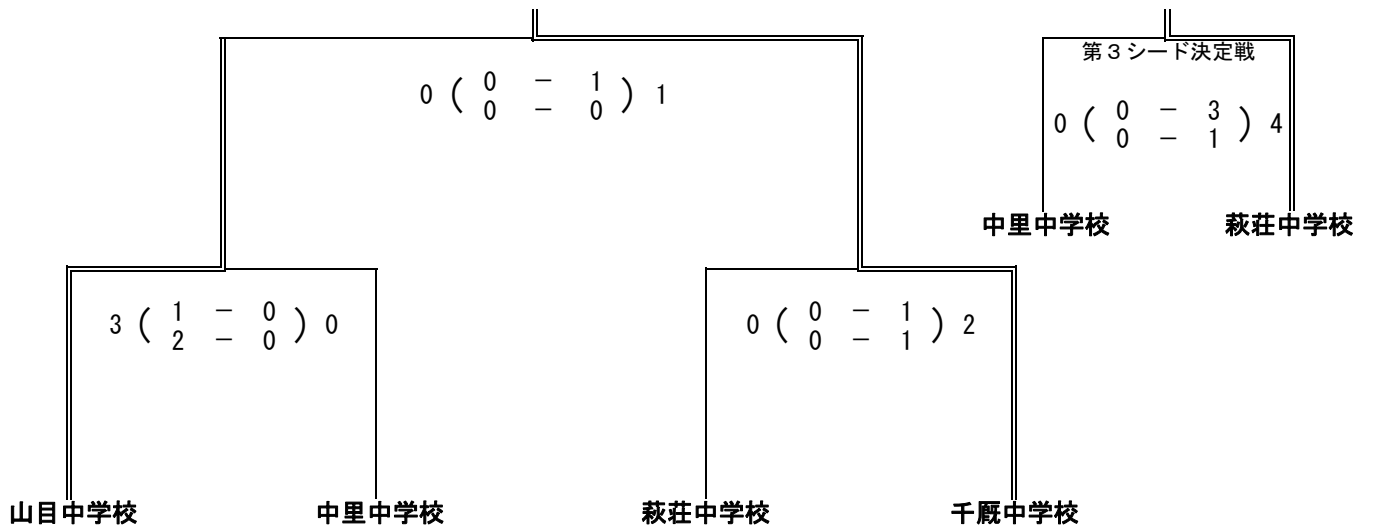 第3シード決定戦
0 ( 0 － 1 ) 1
0 － 0
0 ( 0 － 3 ) 4
0 － 1
中里中学校 萩荘中学校
3 ( 1 － 0 ) 0
2 － 0
0 ( 0 － 1 ) 2
0 － 1
山目中学校 中里中学校 萩荘中学校 千厩中学校